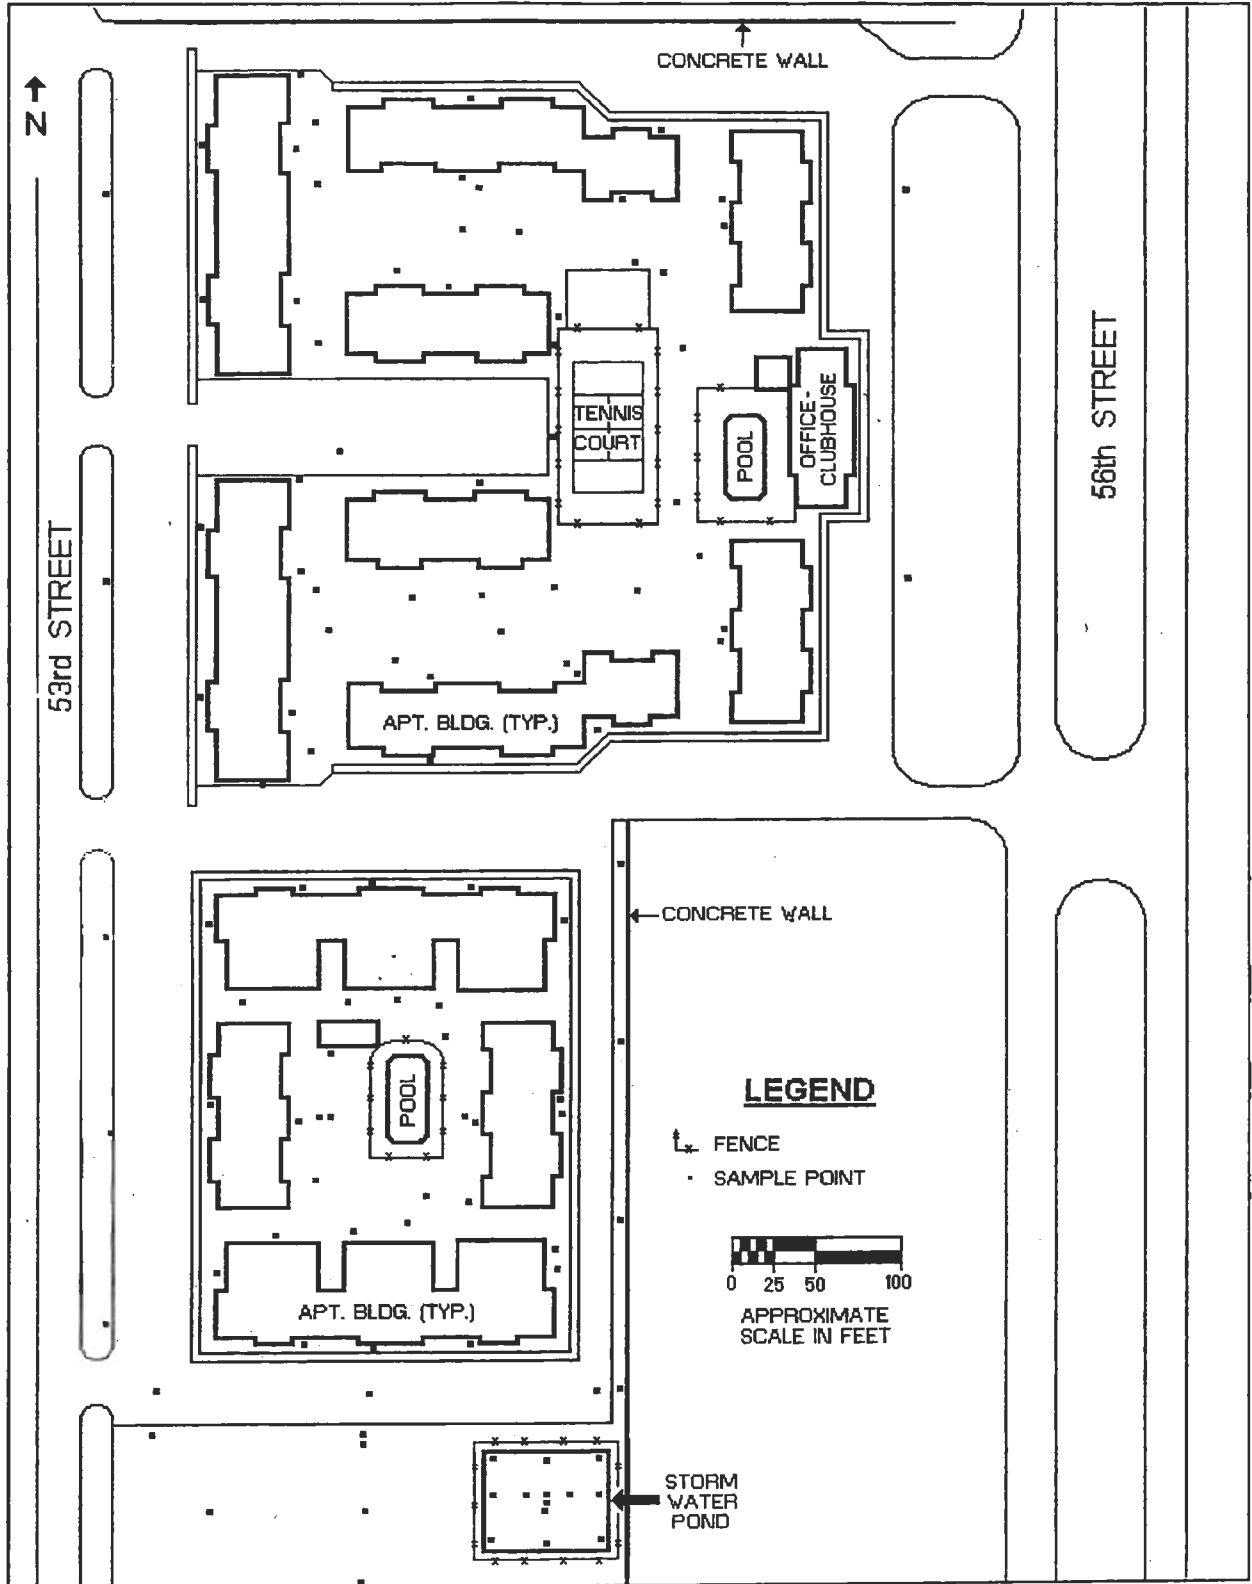 CONCRETE WALL
N
TENNIS
COURT
POOL
OFFICE-
CLUBHOUSE
56th STREET
53rd STREET
APT. BLDG. (TYP.)
CONCRETE WALL
POOL
LEGEND
FENCE
SAMPLE POINT
0 25 50 100
APPROXIMATE
SCALE IN FEET
APT. BLDG. (TYP.)
STORM
WATER
POND